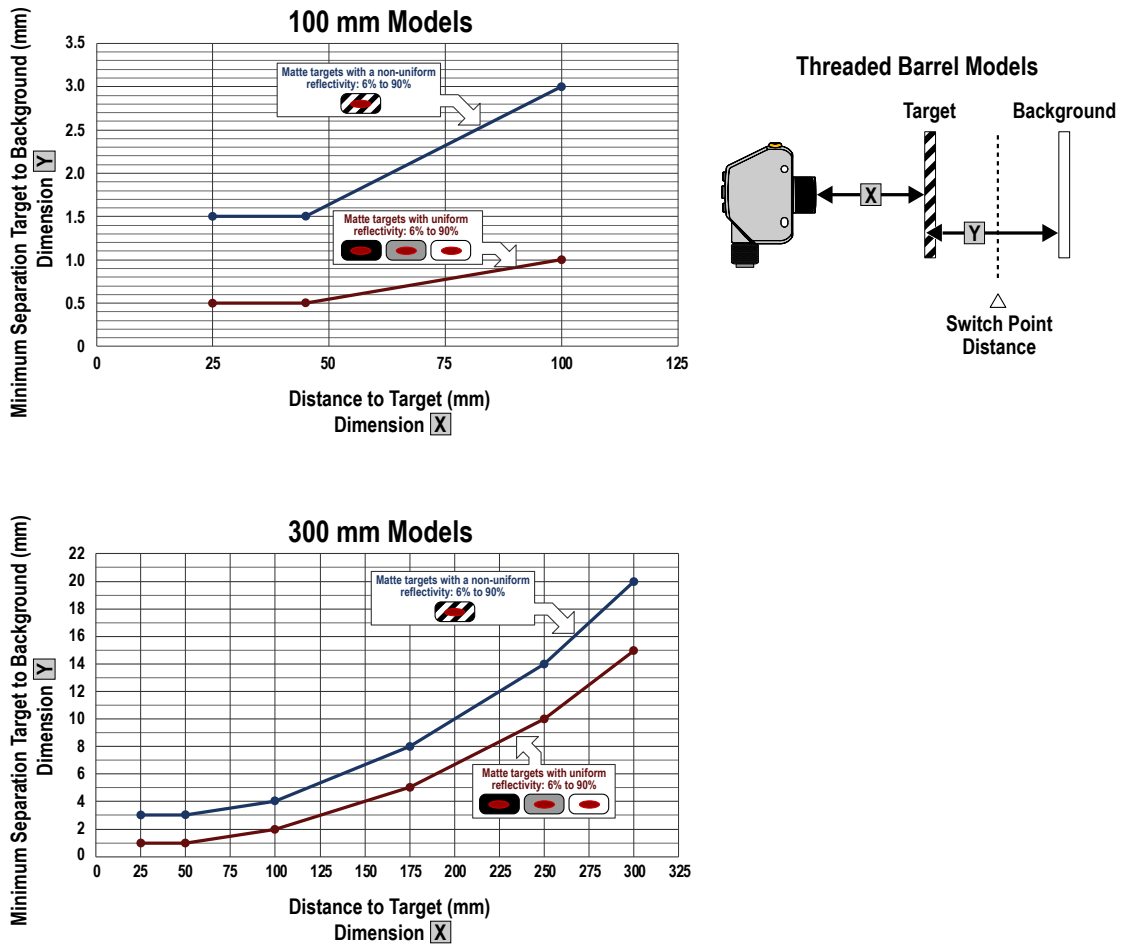 100 mm Models
Minimum Separation Target to Background (mm)
Dimension Y
3.5
3.0
2.5
2.0
1.5
1.0
0.5
0
Matte targets with a non-uniform
reflectivity: 6% to 90%
Matte targets with uniform
reflectivity: 6% to 90%
0 25 50 75 100 125
Distance to Target (mm)
Dimension X
Threaded Barrel Models
Target Background
X
Y
Switch Point
Distance
300 mm Models
Minimum Separation Target to Background (mm)
Dimension Y
22
20
18
16
14
12
10
8
6
4
2
0
Matte targets with a non-uniform
reflectivity: 6% to 90%
Matte targets with uniform
reflectivity: 6% to 90%
0 25 50 75 100 125 150 175 200 225 250 275 300 325
Distance to Target (mm)
Dimension X